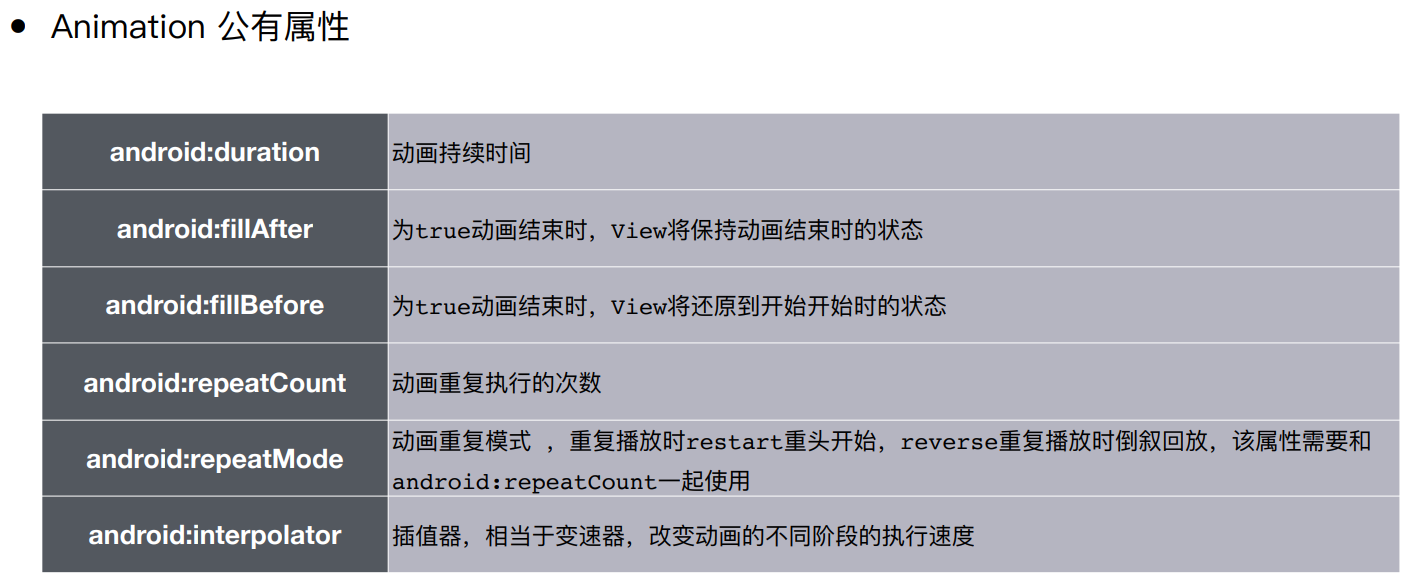 Animation 公有属性
android:duration 动画持续时间
android:fillAfter 为true动画结束时，View将保持动画结束时的状态
android:fillBefore 为true动画结束时，View将还原到开始开始时的状态
android:repeatCount 动画重复执行的次数
android:repeatMode 动画重复模式 ，重复播放时restart重头开始，reverse重复播放时倒叙回放，该属性需要和
android:repeatCount一起使用
android:interpolator 插值器，相当于变速器，改变动画的不同阶段的执行速度